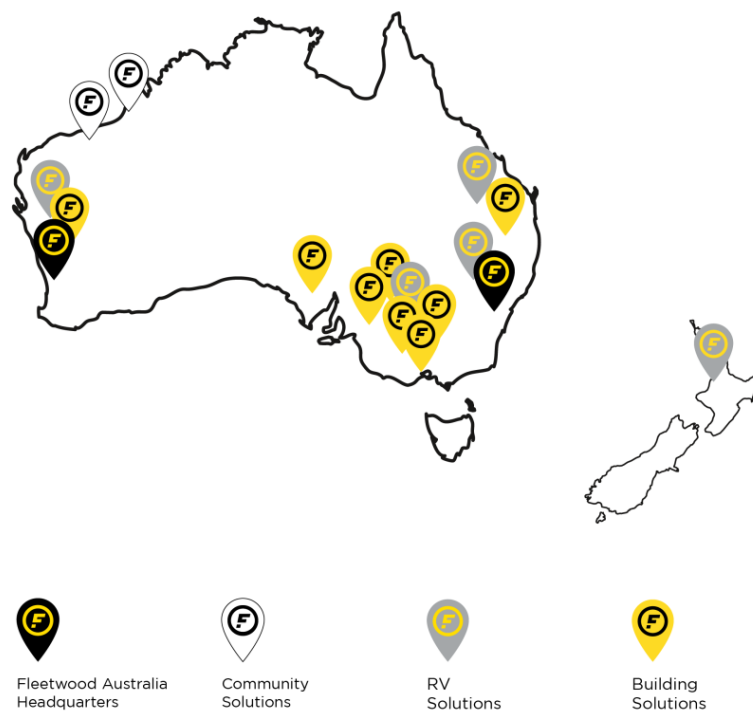 Fleetwood Australia
Headquarters
Community
Solutions
RV
Solutions
Building
Solutions